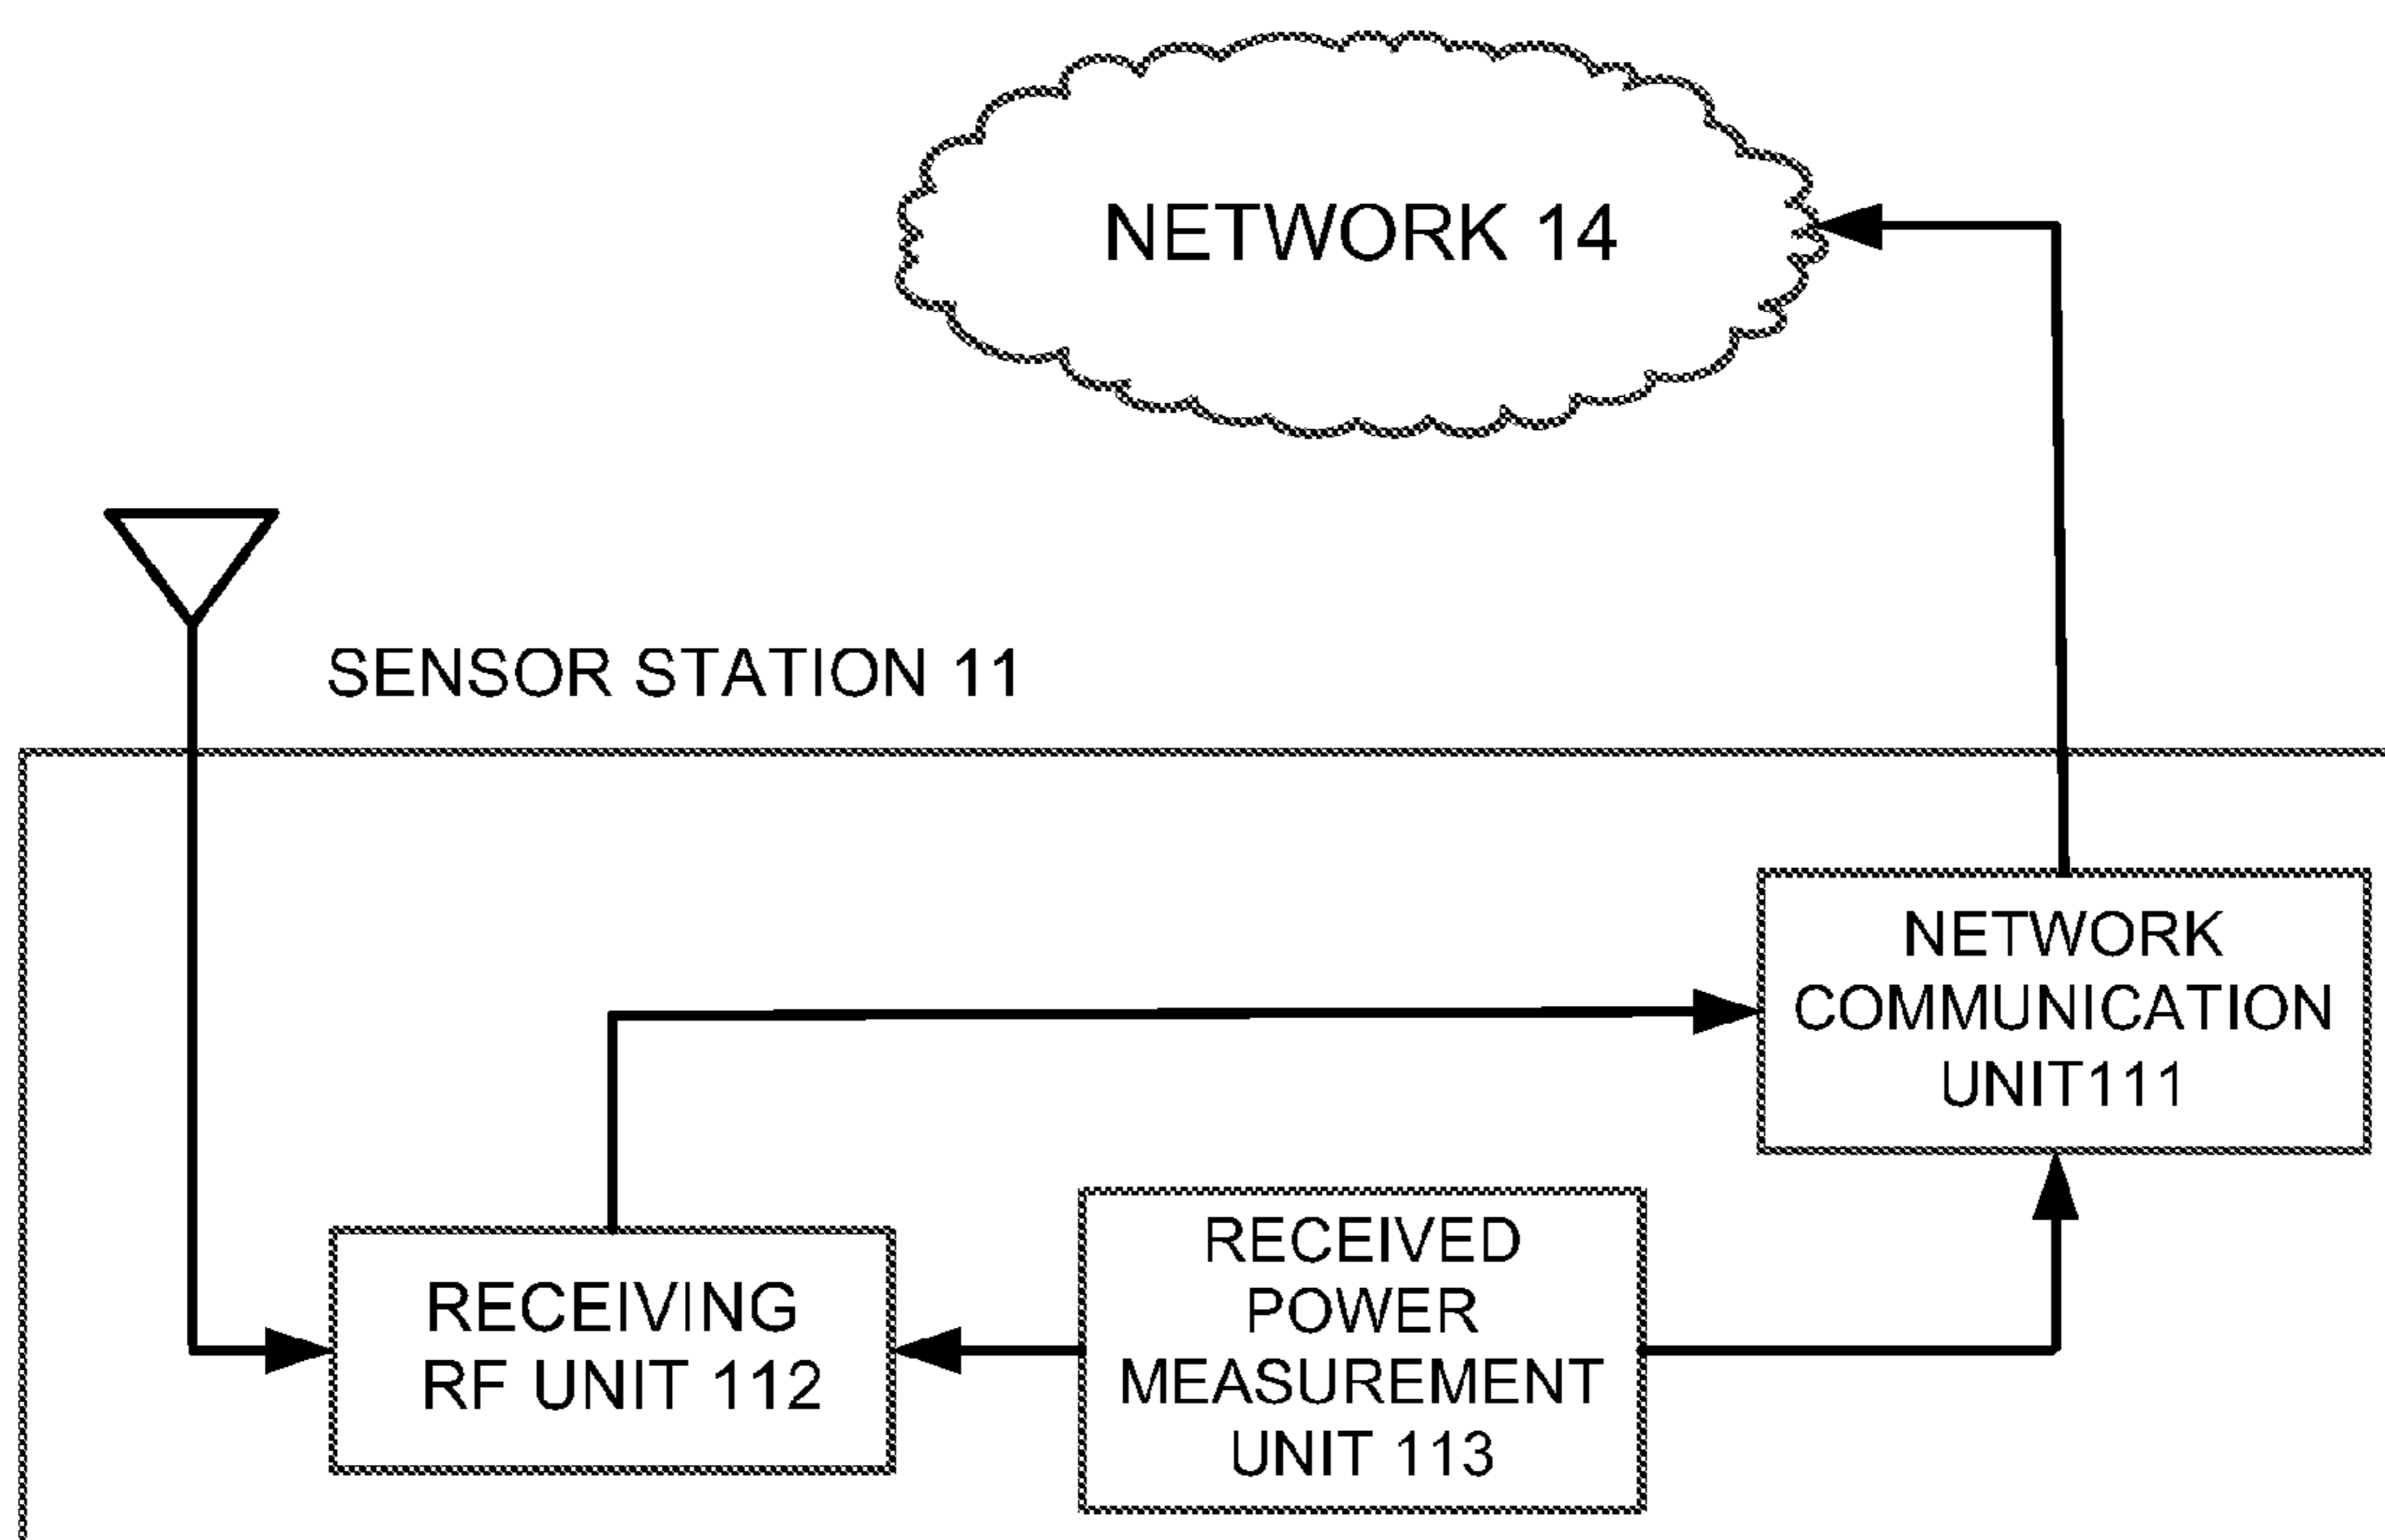 NETWORK 14
SENSOR STATION 11
NETWORK
COMMUNICATION
UNIT111
RECEIVING
RF UNIT 112
RECEIVED
POWER
MEASUREMENT
UNIT 113